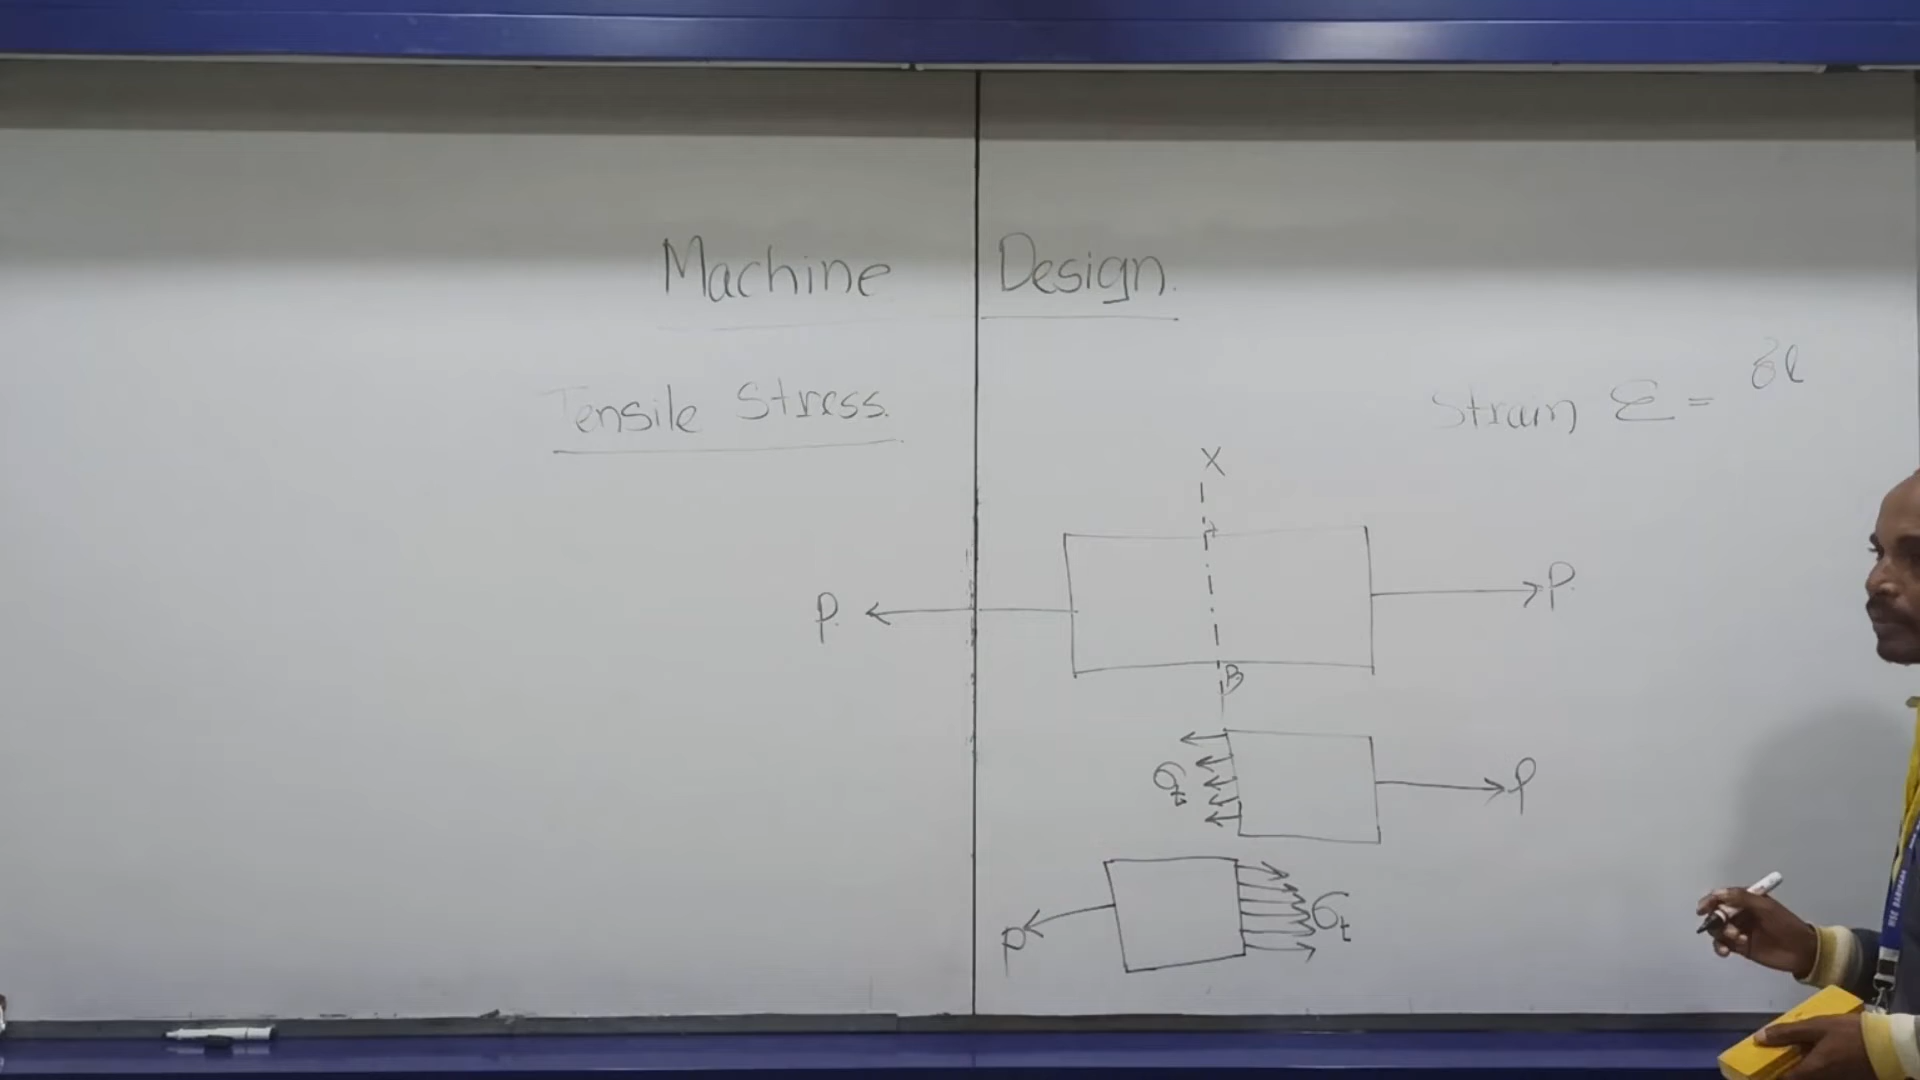 Machine Design.
Tensile Stress.
Strain Ɛ = δl
X
A
P. P.
B
σt P
P σt